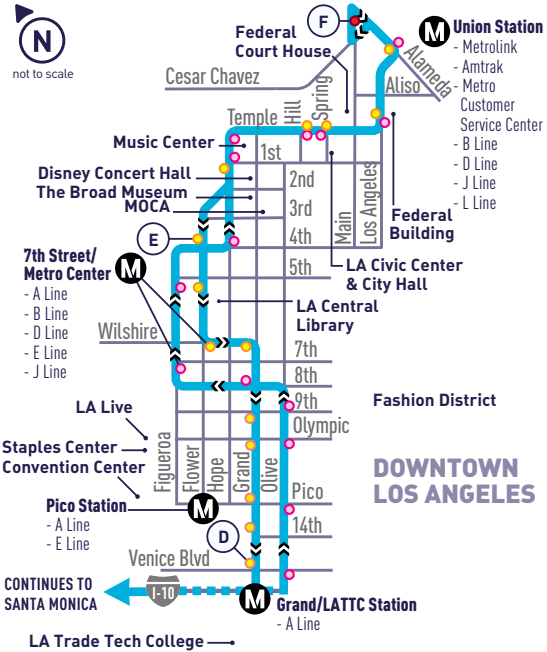 N
not to scale
F
Federal
Court House
M
Union Station
- Metrolink
- Amtrak
- Metro
Customer
Service Center
- B Line
- D Line
- J Line
- L Line
Alameda
Cesar Chavez
Aliso
Hill
Spring
Temple
Music Center
1st
Disney Concert Hall
The Broad Museum
MOCA
2nd
3rd
Main
Los Angeles
Federal
Building
E
4th
7th Street/
Metro Center
M
- A Line
- B Line
- D Line
- E Line
- J Line
5th
LA Civic Center
& City Hall
LA Central
Library
Wilshire
7th
8th
9th
Fashion District
LA Live
Olympic
Staples Center
Convention Center
Figueroa
Flower
Hope
Grand
Olive
DOWNTOWN
LOS ANGELES
Pico
Pico Station
- A Line
- E Line
M
D
14th
Venice Blvd
CONTINUES TO
SANTA MONICA
I-10
M
Grand/LATTC Station
- A Line
LA Trade Tech College